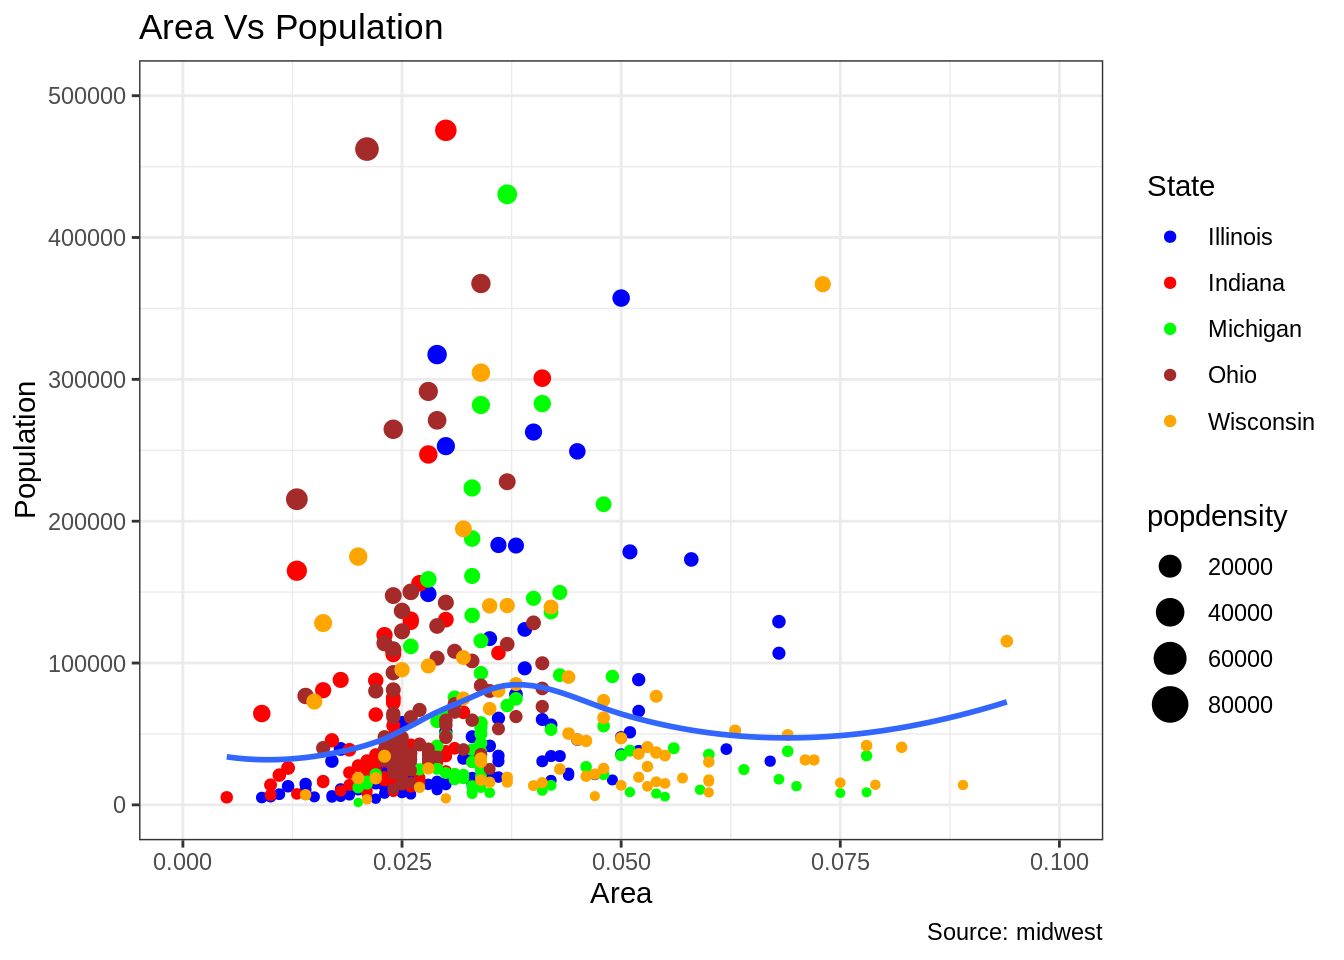 Area Vs Population
500000
400000
300000
200000
100000
0
Population
0.000
0.025
0.050
0.075
0.100
Area
State
Illinois
Indiana
Michigan
Ohio
Wisconsin
popdensity
20000
40000
60000
80000
Source: midwest